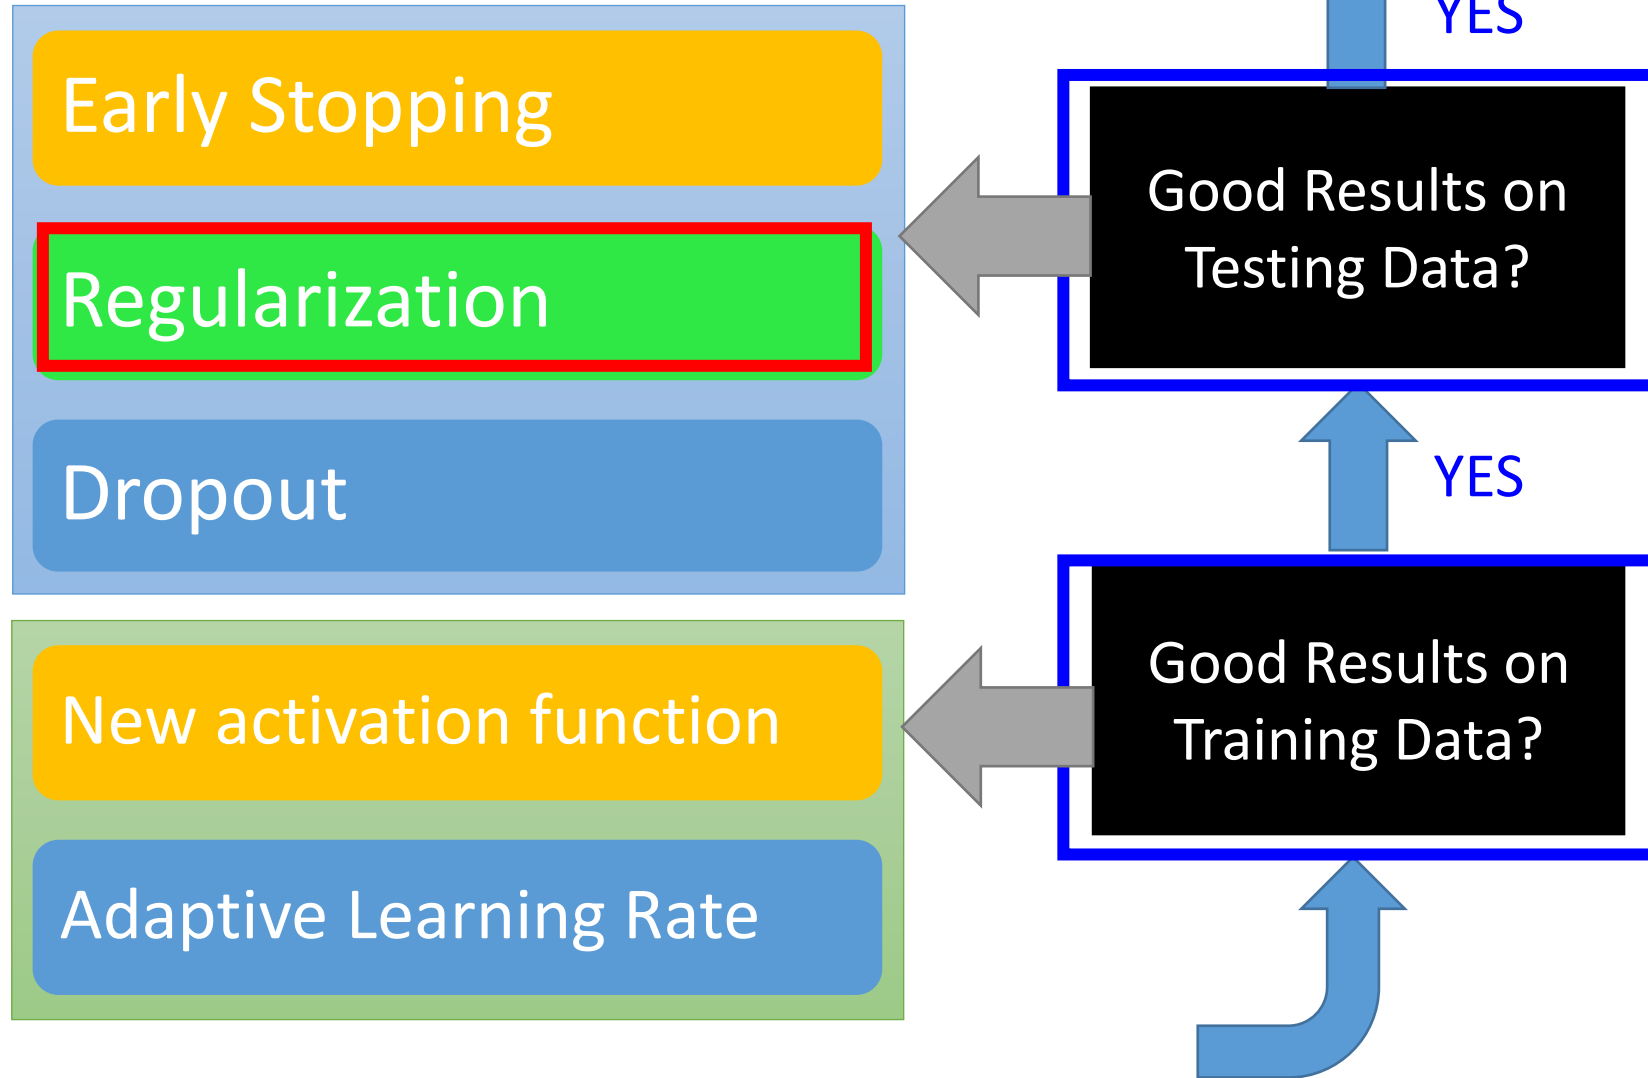 YES
Early Stopping
Good Results on
Testing Data?
Regularization
Dropout
YES
New activation function
Good Results on
Training Data?
Adaptive Learning Rate